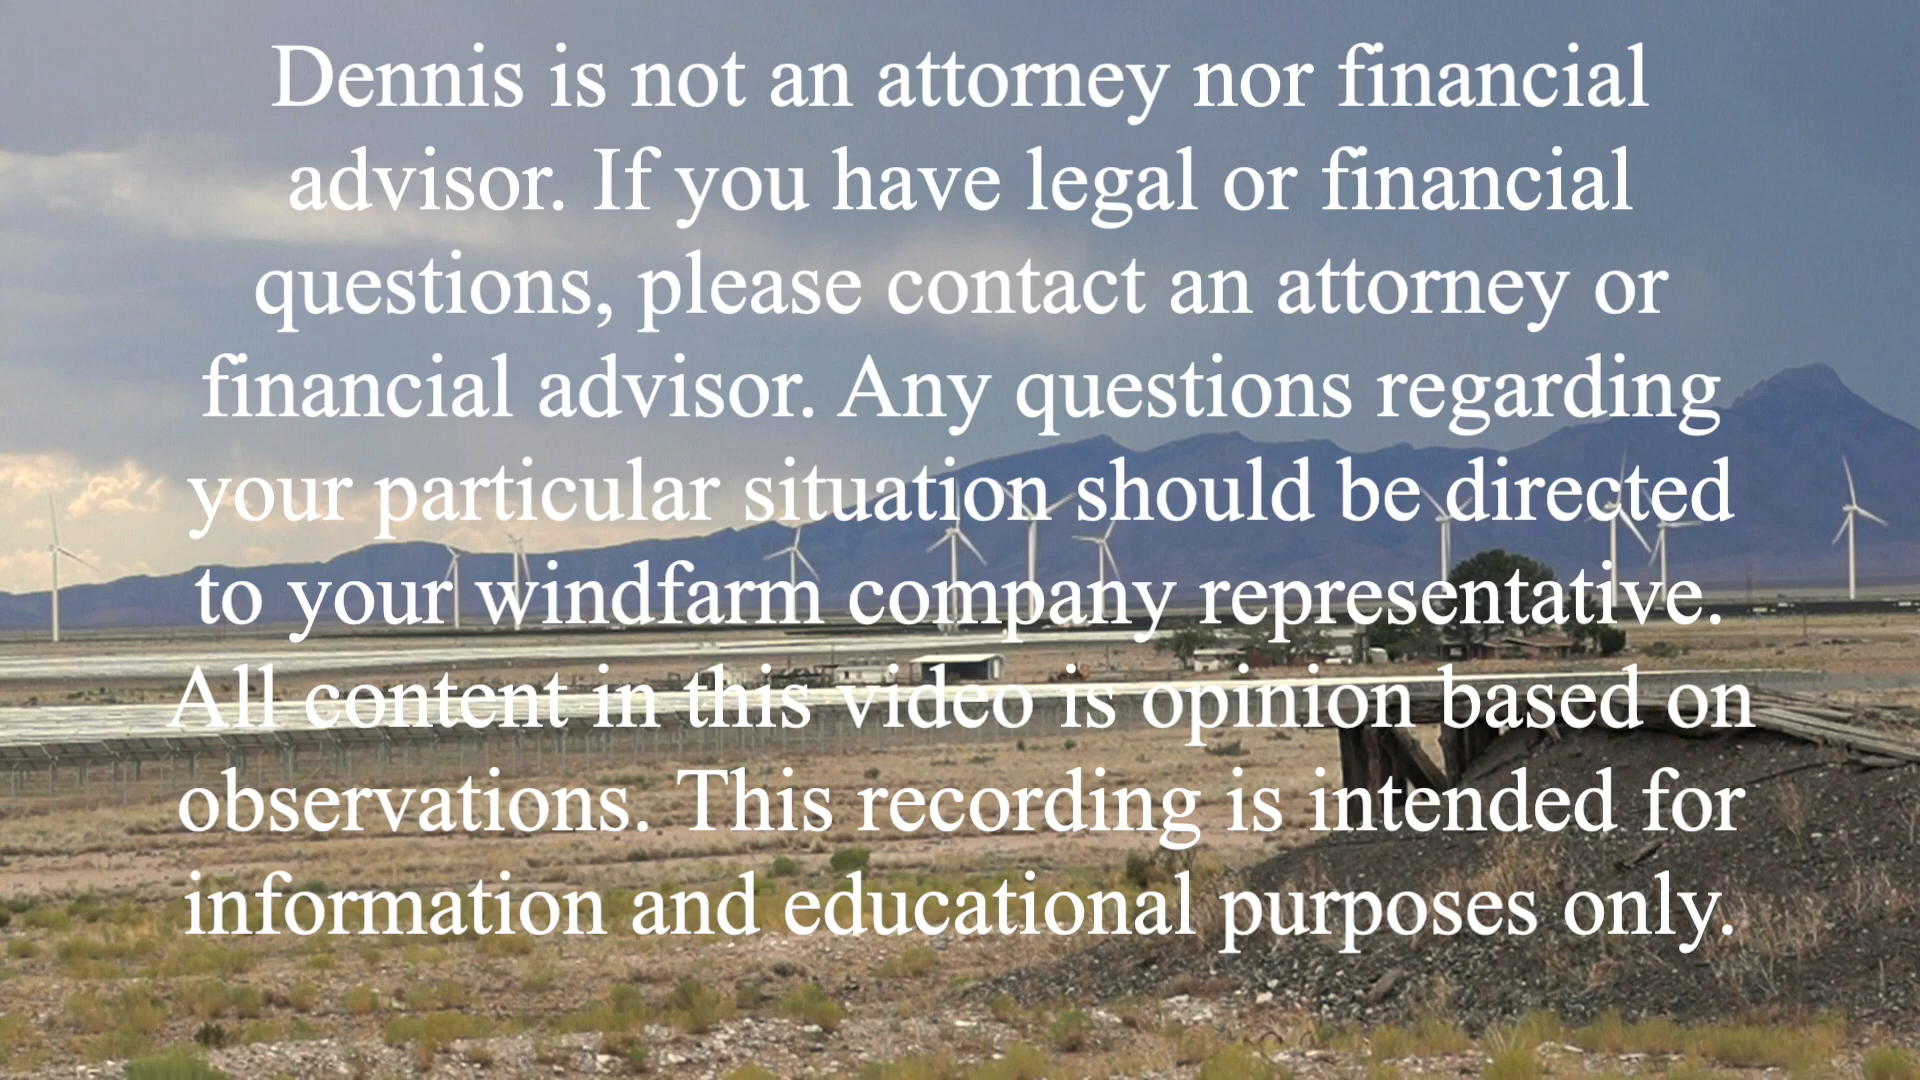 Dennis is not an attorney nor financial
advisor. If you have legal or financial
questions, please contact an attorney or
financial advisor. Any questions regarding
your particular situation should be directed
to your windfarm company representative.
All content in this video is opinion based on
observations. This recording is intended for
information and educational purposes only.